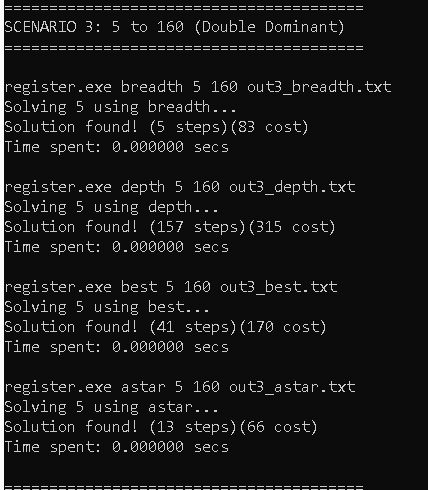 ========================================
SCENARIO 3: 5 to 160 (Double Dominant)
========================================
register.exe breadth 5 160 out3_breadth.txt
Solving 5 using breadth...
Solution found! (5 steps)(83 cost)
Time spent: 0.000000 secs
register.exe depth 5 160 out3_depth.txt
Solving 5 using depth...
Solution found! (157 steps)(315 cost)
Time spent: 0.000000 secs
register.exe best 5 160 out3_best.txt
Solving 5 using best...
Solution found! (41 steps)(170 cost)
Time spent: 0.000000 secs
register.exe astar 5 160 out3_astar.txt
Solving 5 using astar...
Solution found! (13 steps)(66 cost)
Time spent: 0.000000 secs
========================================